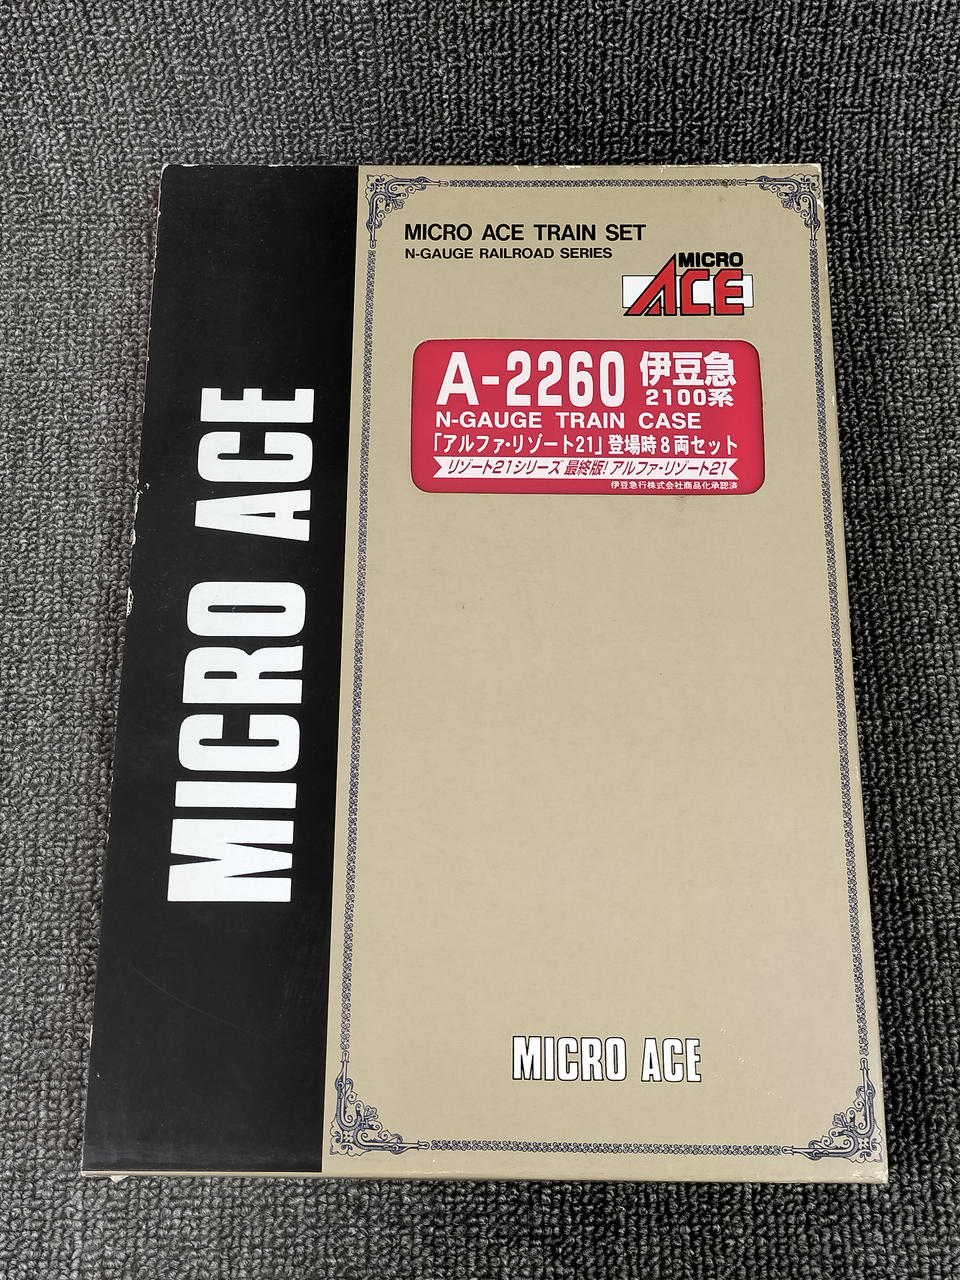 MICRO ACE
MICRO ACE TRAIN SET
N-GAUGE RAILROAD SERIES
MICRO
ACE
A-2260 伊豆急
2100系
N-GAUGE TRAIN CASE
「アルファ・リゾート21」登場時8両セット
リゾート21シリーズ 最終版! アルファ・リゾート21
伊豆急行株式会社商品化承認済
MICRO ACE